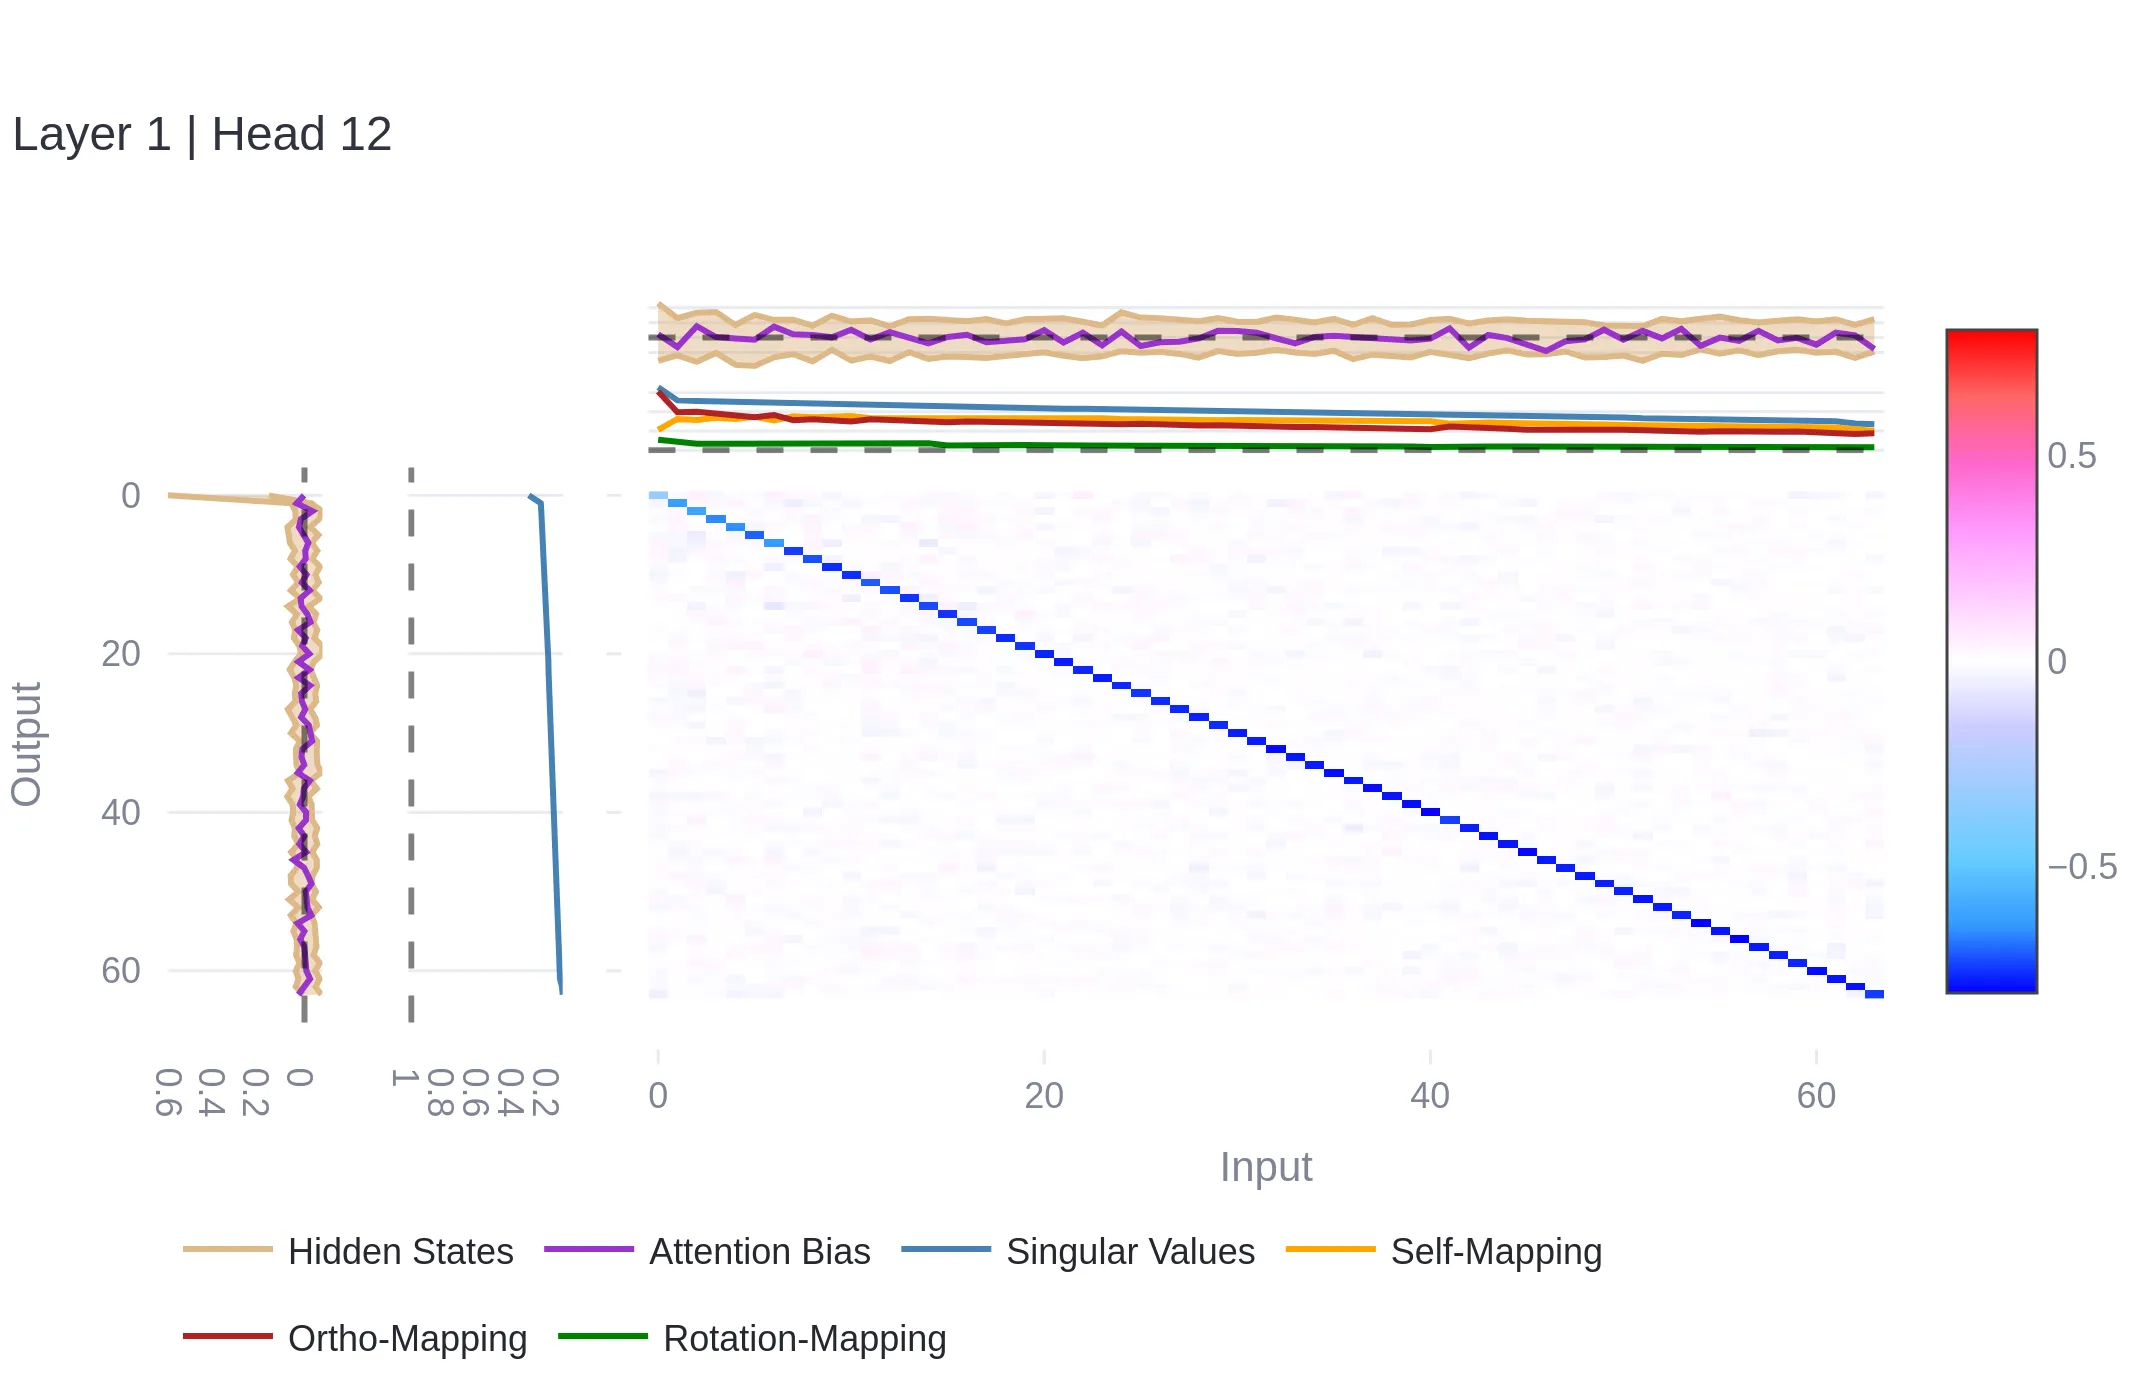 Layer 1 | Head 12
0
20
40
60
Output
0.6
0.4
0.2
0
1
0.8
0.6
0.4
0.2
0
20
40
60
Input
0.5
0
−0.5
Hidden States
Attention Bias
Singular Values
Self-Mapping
Ortho-Mapping
Rotation-Mapping